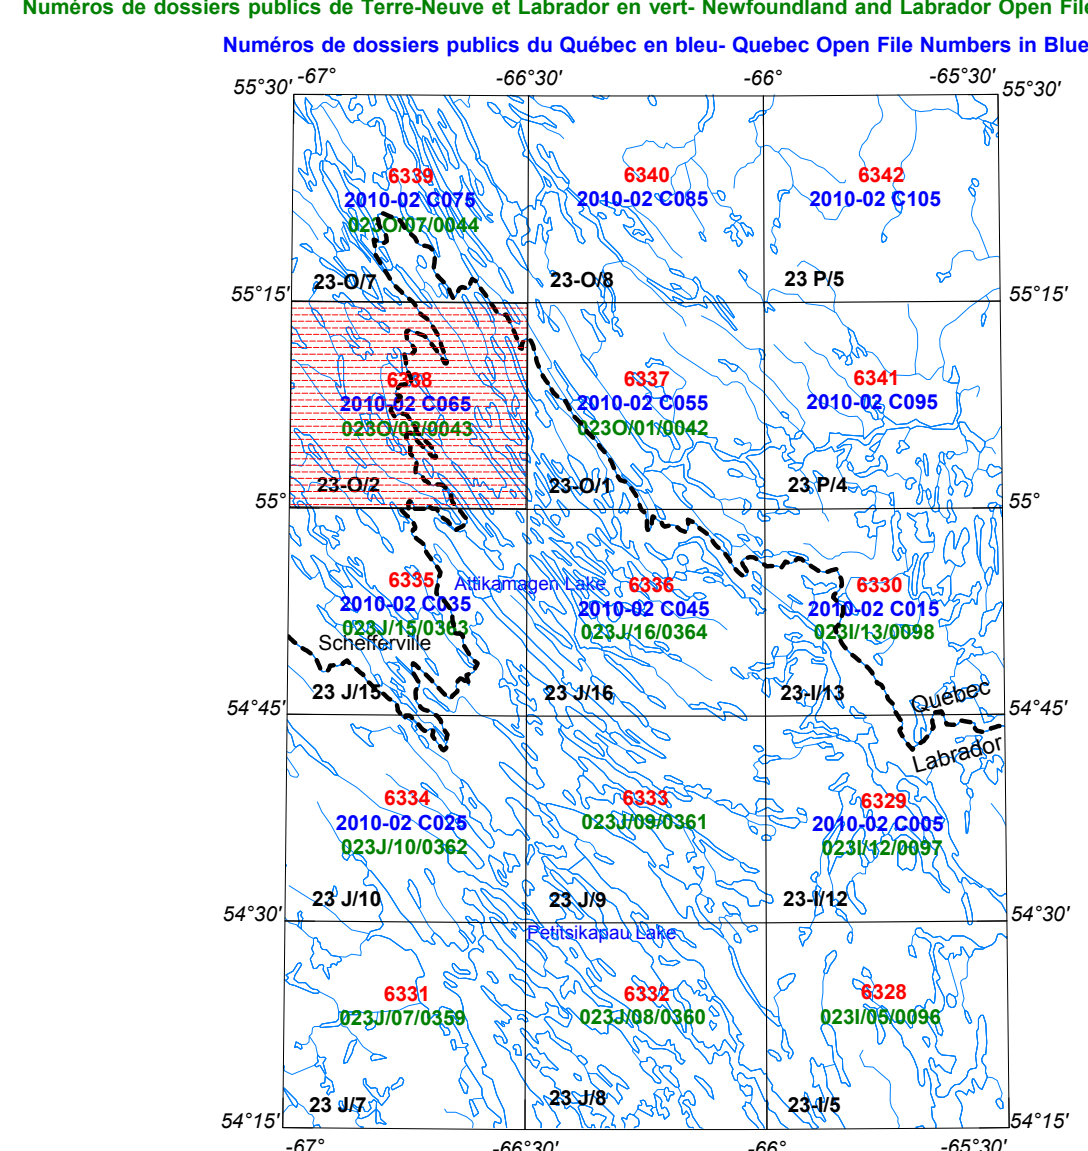 Numéros de dossiers publics de Terre-Neuve et Labrador en vert- Newfoundland and Labrador Open File
Numéros de dossiers publics du Québec en bleu- Quebec Open File Numbers in Blue
-67° -66°30' -66° -65°30'
55°30' 55°30'
6339 6340 6342
2010-02 C075 2010-02 C085 2010-02 C105
023O/07/0044
23-O/7 23-O/8 23 P/5
55°15' 55°15'
6338 6337 6341
2010-02 C065 2010-02 C055 2010-02 C095
023O/02/0043 023O/01/0042
23-O/2 23-O/1 23 P/4
55° 55°
6335 Attikamagen Lake 6336 6330
2010-02 C035 2010-02 C045 2010-02 C015
023J/15/0363 023J/16/0364 023I/13/0098
Schefferville
23 J/15 23 J/16 23-I/13 Quebec
54°45' 54°45'
Labrador
6334 6333 6329
2010-02 C025 023J/09/0361 2010-02 C005
023J/10/0362 023I/12/0097
23 J/10 23 J/9 23-I/12
54°30' 54°30'
Petitsikapau Lake
6331 6332 6328
023J/07/0359 023J/08/0360 023I/05/0096
23 J/7 23 J/8 23-I/5
54°15' 54°15'
-67° -66°30' -66° -65°30'